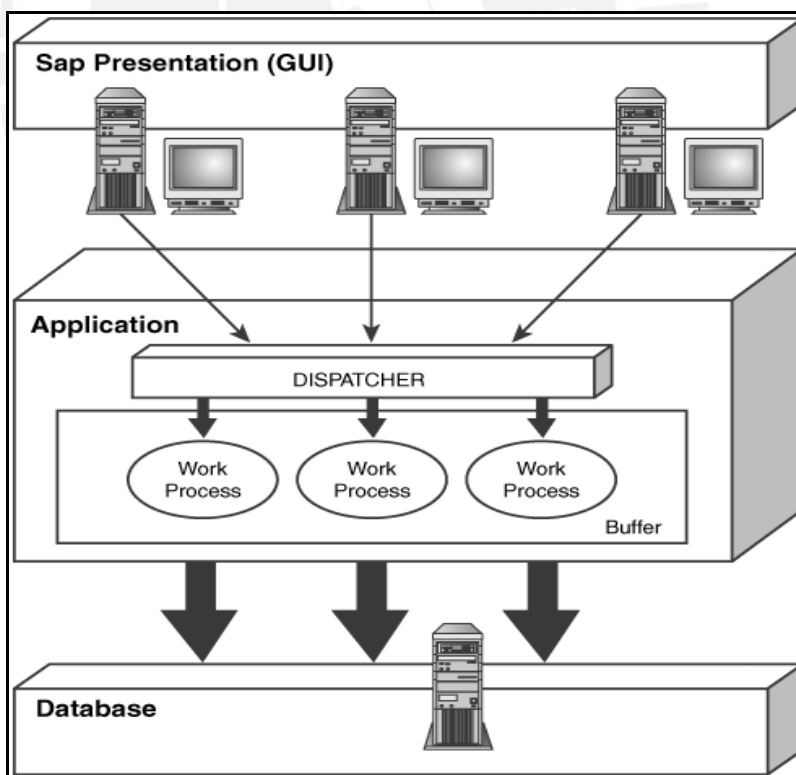 Sap Presentation (GUI)
Application
DISPATCHER
Work
Process
Work
Process
Work
Process
Buffer
Database